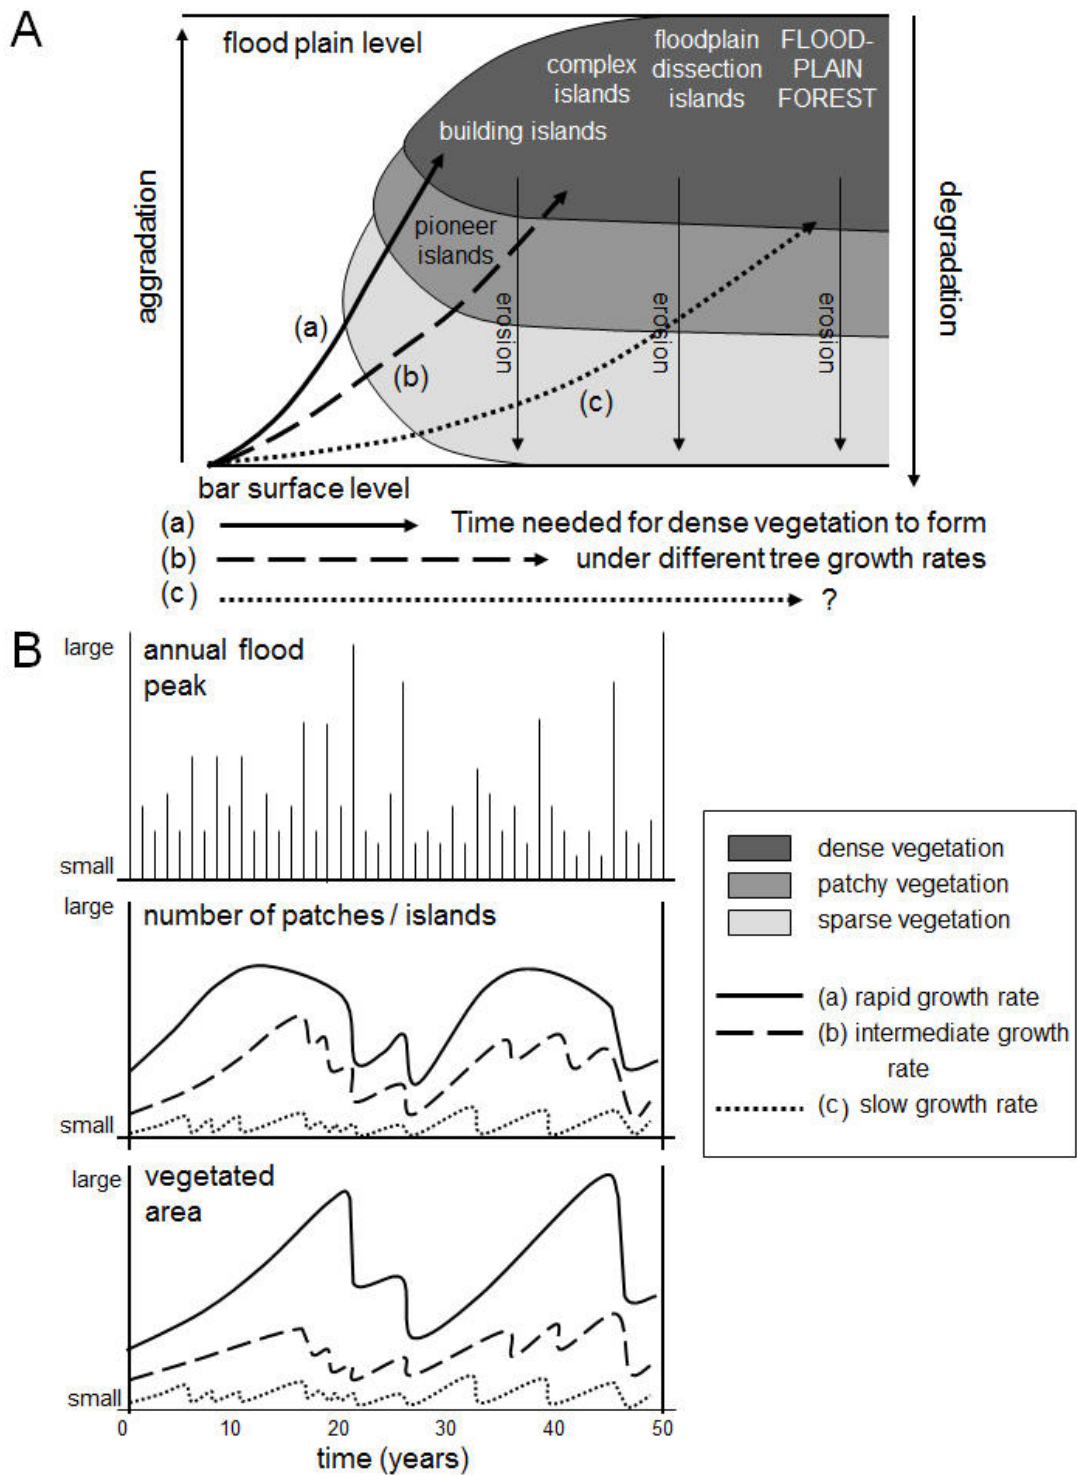 A
flood plain level
complex
islands
floodplain
dissection
islands
FLOOD-
PLAIN
FOREST
building islands
aggradation
degradation
pioneer
islands
erosion
erosion
erosion
(a)
(b)
(c)
bar surface level
(a)
Time needed for dense vegetation to form
(b)
under different tree growth rates
(c)
?
B
large
annual flood
peak
small
large
number of patches / islands
small
large
vegetated
area
small
0
10
20
30
40
50
time (years)
dense vegetation
patchy vegetation
sparse vegetation
(a) rapid growth rate
(b) intermediate growth
rate
(c) slow growth rate